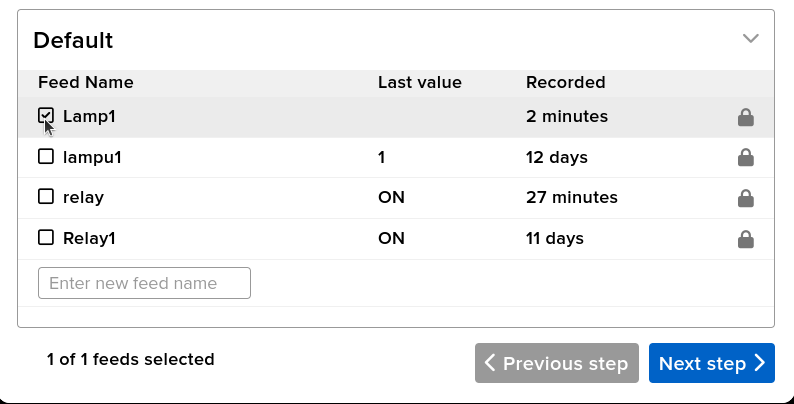 Default
Feed Name Last value Recorded
Lamp1 2 minutes
lampu1 1 12 days
relay ON 27 minutes
Relay1 ON 11 days
Enter new feed name
1 of 1 feeds selected Previous step Next step